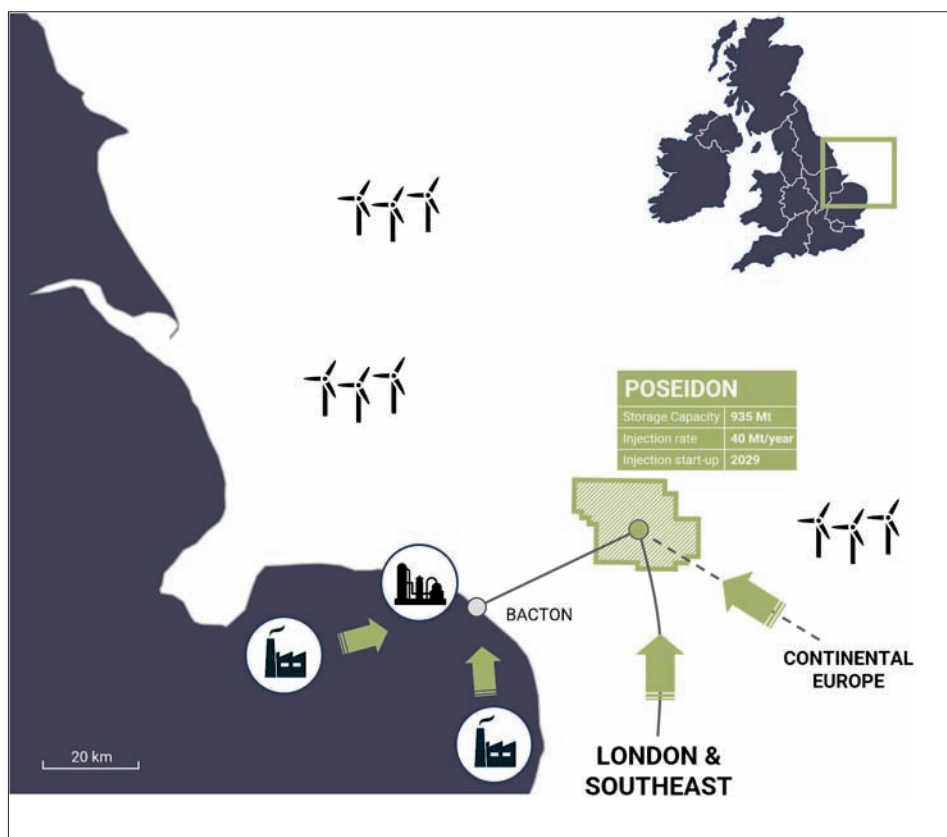 POSEIDON
Storage Capacity 935 Mt
Injection rate 40 Mt/year
Injection start-up 2029
BACTON
CONTINENTAL
EUROPE
20 km
LONDON &
SOUTHEAST